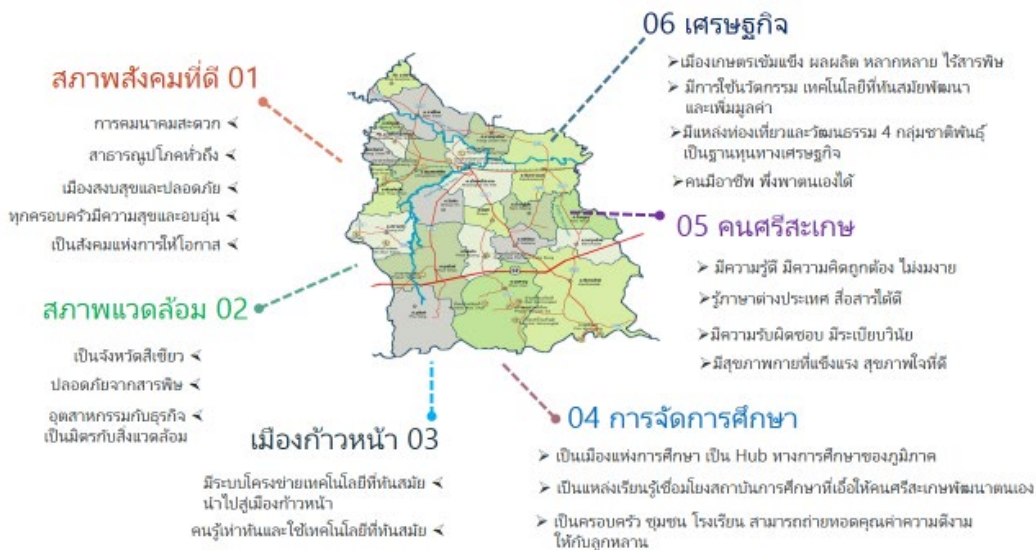 สภาพสังคมที่ดี 01
การคมนาคมสะดวก
สาธารณูปโภคทั่วถึง
เมืองสงบสุขและปลอดภัย
ทุกครอบครัวมีความสุขและอบอุ่น
เป็นสังคมแห่งการให้โอกาส
สภาพแวดล้อม 02
เป็นจังหวัดสีเขียว
ปลอดภัยจากสารพิษ
อุตสาหกรรมกับธุรกิจ
เป็นมิตรกับสิ่งแวดล้อม
เมืองก้าวหน้า 03
มีระบบโครงข่ายเทคโนโลยีที่ทันสมัย
นำไปสู่เมืองก้าวหน้า
คนรู้เท่าทันและใช้เทคโนโลยีที่ทันสมัย
04 การจัดการศึกษา
เป็นเมืองแห่งการศึกษา เป็น Hub ทางการศึกษาของภูมิภาค
เป็นแหล่งเรียนรู้เชื่อมโยงสถาบันการศึกษาที่เอื้อให้คนศรีสะเกษพัฒนาตนเอง
เป็นครอบครัว ชุมชน โรงเรียน สามารถถ่ายทอดคุณค่าความดีงาม
ให้กับลูกหลาน
05 คนศรีสะเกษ
มีความรู้ดี มีความคิดถูกต้อง ไม่งมงาย
รู้ภาษาต่างประเทศ สื่อสารได้ดี
มีความรับผิดชอบ มีระเบียบวินัย
มีสุขภาพกายที่แข็งแรง สุขภาพใจที่ดี
06 เศรษฐกิจ
เมืองเกษตรเข้มแข็ง ผลผลิต หลากหลาย ไร้สารพิษ
มีการใช้นวัตกรรม เทคโนโลยีที่ทันสมัยพัฒนา
และเพิ่มมูลค่า
มีแหล่งท่องเที่ยวและวัฒนธรรม 4 กลุ่มชาติพันธุ์
เป็นฐานทุนทางเศรษฐกิจ
คนมีอาชีพ พึ่งพาตนเองได้